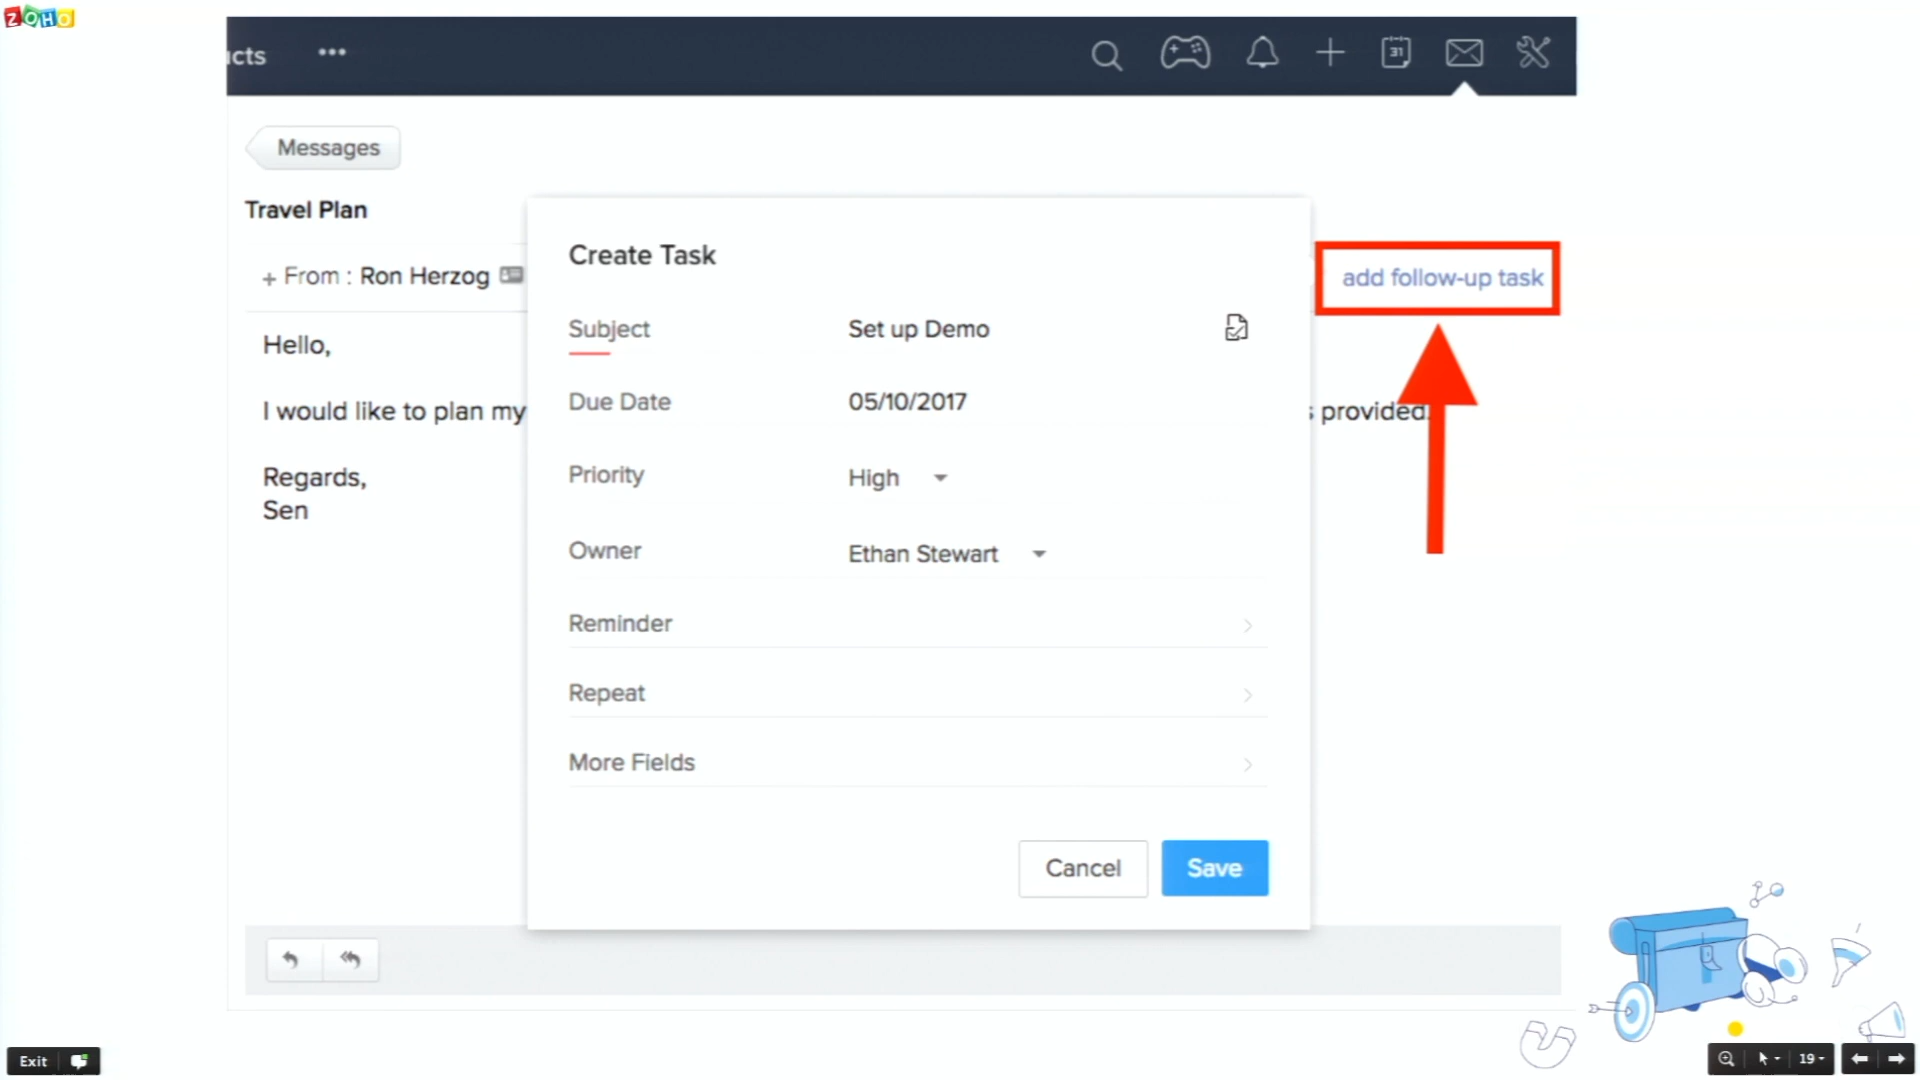 ZOHO
ucts ...
31
Messages
Travel Plan
+ From : Ron Herzog
add follow-up task
Hello,
I would like to plan my
s provided.
Regards,
Sen
Create Task
Subject Set up Demo
Due Date 05/10/2017
Priority High
Owner Ethan Stewart
Reminder
Repeat
More Fields
Cancel Save
Exit
19